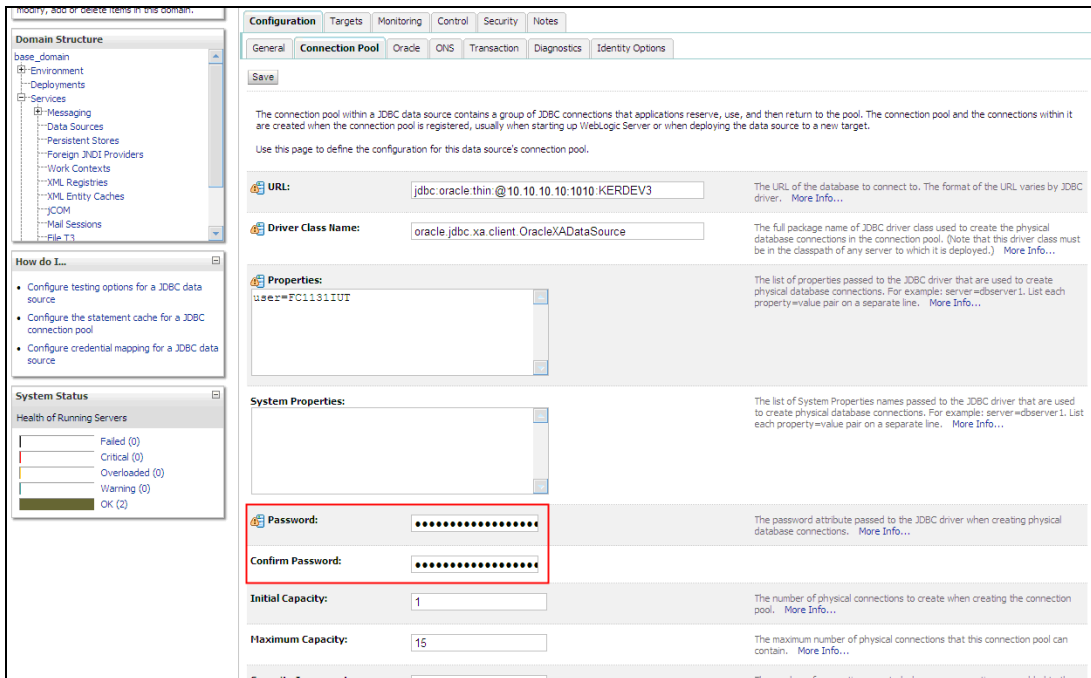 modify, add or delete items in this domain.
Domain Structure
base_domain
Environment
Deployments
Services
Messaging
Data Sources
Persistent Stores
Foreign JNDI Providers
Work Contexts
XML Registries
XML Entity Caches
jCOM
Mail Sessions
File T3
How do I...
Configure testing options for a JDBC data
source
Configure the statement cache for a JDBC
connection pool
Configure credential mapping for a JDBC data
source
System Status
Health of Running Servers
Failed (0)
Critical (0)
Overloaded (0)
Warning (0)
OK (2)
Configuration Targets Monitoring Control Security Notes
General Connection Pool Oracle ONS Transaction Diagnostics Identity Options
Save
The connection pool within a JDBC data source contains a group of JDBC connections that applications reserve, use, and then return to the pool. The connection pool and the connections within it
are created when the connection pool is registered, usually when starting up WebLogic Server or when deploying the data source to a new target.
Use this page to define the configuration for this data source's connection pool.
URL:
jdbc:oracle:thin:@10.10.10.10:1010:KERDEV3
The URL of the database to connect to. The format of the URL varies by JDBC
driver. More Info...
Driver Class Name:
oracle.jdbc.xa.client.OracleXADataSource
The full package name of JDBC driver class used to create the physical
database connections in the connection pool. (Note that this driver class must
be in the classpath of any server to which it is deployed.) More Info...
Properties:
user=FC1131IUT
The list of properties passed to the JDBC driver that are used to create
physical database connections. For example: server=dbserver1. List each
property=value pair on a separate line. More Info...
System Properties:
The list of System Properties names passed to the JDBC driver that are used
to create physical database connections. For example: server=dbserver1. List
each property=value pair on a separate line. More Info...
Password:
The password attribute passed to the JDBC driver when creating physical
database connections. More Info...
Confirm Password:
Initial Capacity:
1
The number of physical connections to create when creating the connection
pool. More Info...
Maximum Capacity:
15
The maximum number of physical connections that this connection pool can
contain. More Info...